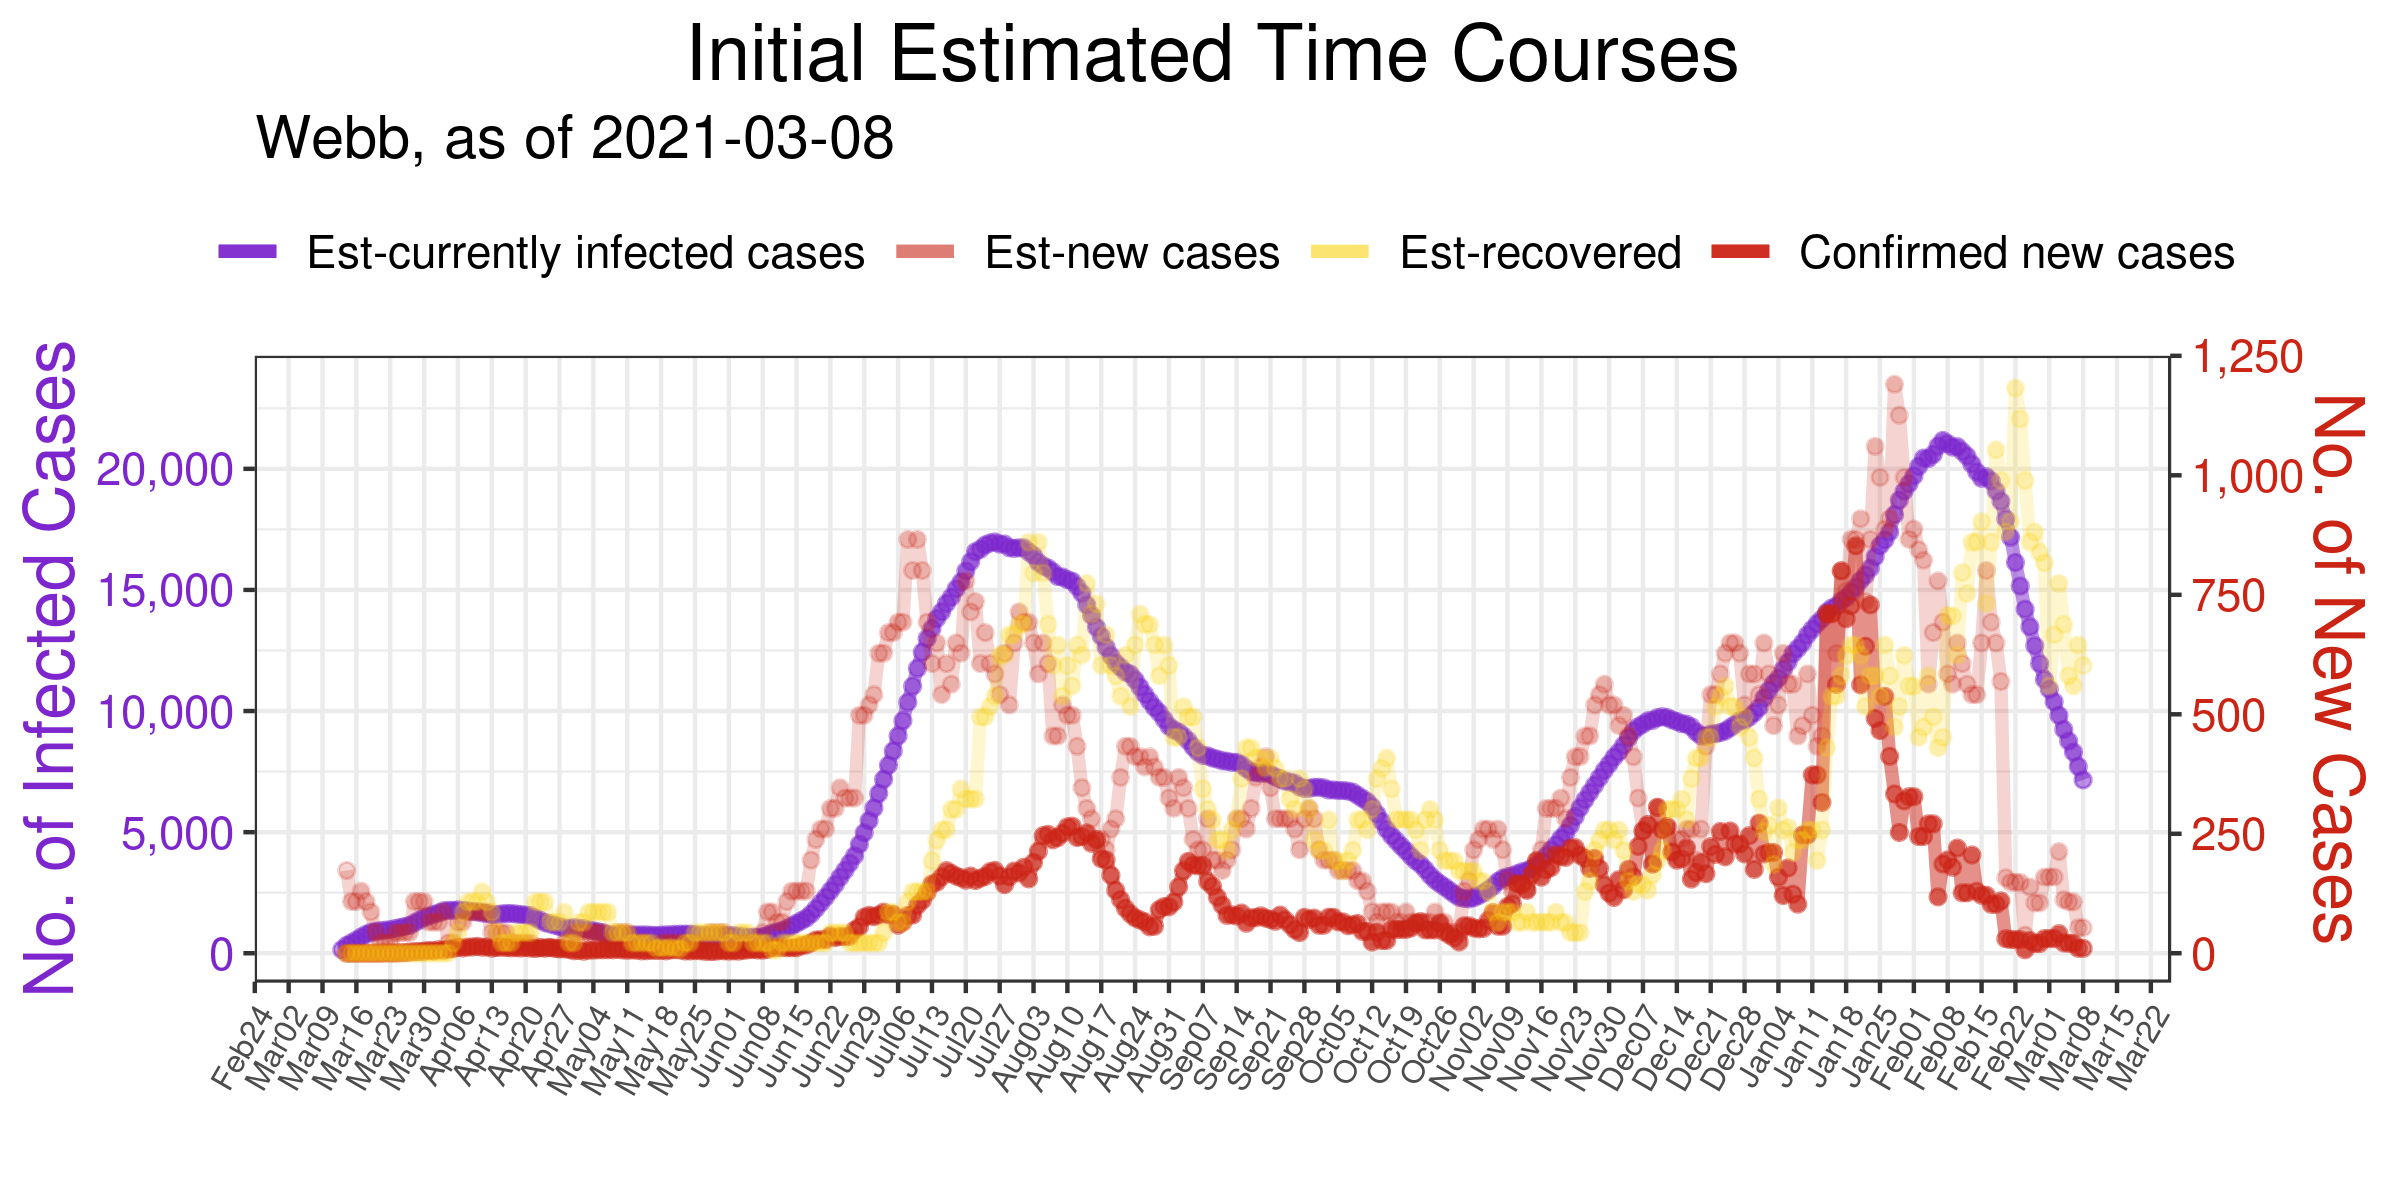 Initial Estimated Time Courses
Webb, as of 2021-03-08
Est-currently infected cases Est-new cases Est-recovered Confirmed new cases
No. of Infected Cases
20,000
15,000
10,000
5,000
0
1,250
1,000
750
500
250
0
No. of New Cases
Feb24 Mar02 Mar09 Mar16 Mar23 Mar30 Apr06 Apr13 Apr20 Apr27 May04 May11 May18 May25 Jun01 Jun08 Jun15 Jun22 Jun29 Jul06 Jul13 Jul20 Jul27 Aug03 Aug10 Aug17 Aug24 Aug31 Sep07 Sep14 Sep21 Sep28 Oct05 Oct12 Oct19 Oct26 Nov02 Nov09 Nov16 Nov23 Nov30 Dec07 Dec14 Dec21 Dec28 Jan04 Jan11 Jan18 Jan25 Feb01 Feb08 Feb15 Feb22 Mar01 Mar08 Mar15 Mar22